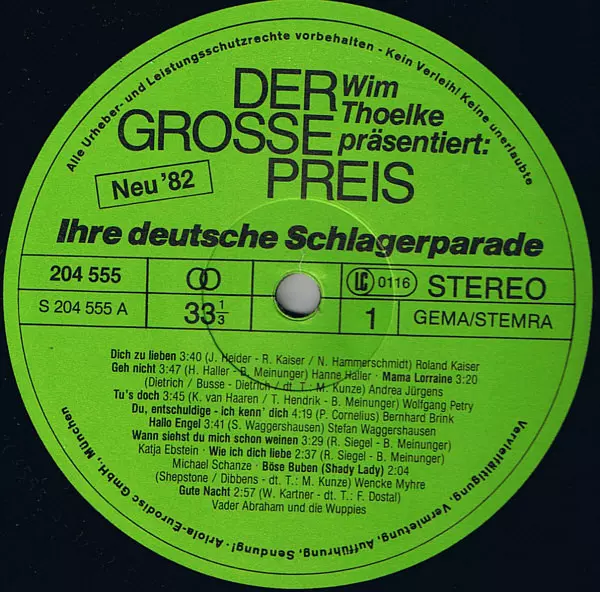 Alle Urheber- und Leistungsschutzrechte vorbehalten - Kein Verleih! Keine unerlaubte
Vervielfältigung, Vermietung, Aufführung, Sendung! · Ariola-Eurodisc GmbH, München
DER
GROSSE
PREIS
Wim
Thoelke
präsentiert:
Neu '82
Ihre deutsche Schlagerparade
204 555
LC 0116 STEREO
S 204 555 A
33 1/3
1
GEMA/STEMRA
Dich zu lieben 3:40 (J. Heider - R. Kaiser / N. Hammerschmidt) Roland Kaiser
Geh nicht 3:47 (H. Haller - B. Meinunger) Hanne Haller · Mama Lorraine 3:20
(Dietrich / Busse - Dietrich / dt. T.: M. Kunze) Andrea Jürgens
Tu's doch 3:45 (K. van Haaren / T. Hendrik - B. Meinunger) Wolfgang Petry
Du, entschuldige - ich kenn' dich 4:19 (P. Cornelius) Bernhard Brink
Hallo Engel 3:41 (S. Waggershausen) Stefan Waggershausen
Wann siehst du mich schon weinen 3:29 (R. Siegel - B. Meinunger)
Katja Ebstein · Wie ich dich liebe 2:37 (R. Siegel - B. Meinunger)
Michael Schanze · Böse Buben (Shady Lady) 2:04
(Shepstone / Dibbens - dt. T.: M. Kunze) Wencke Myhre
Gute Nacht 2:57 (W. Kartner - dt. T.: F. Dostal)
Vader Abraham und die Wuppies